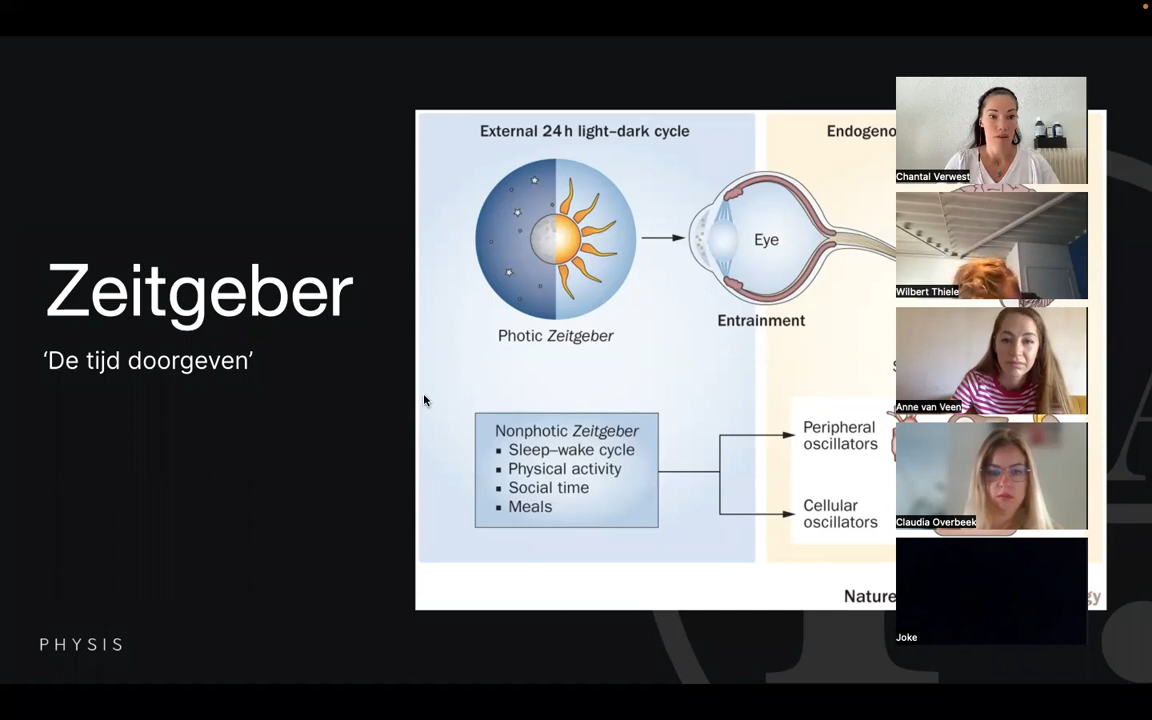 Zeitgeber
‘De tijd doorgeven’
PHYSIS
External 24 h light–dark cycle
Photic Zeitgeber
Eye
Entrainment
Nonphotic Zeitgeber
▪ Sleep–wake cycle
▪ Physical activity
▪ Social time
▪ Meals
Peripheral
oscillators
Cellular
oscillators
Nature
Chantal Verwest
Wilbert Thiele
Anne van Veen
Claudia Overbeek
Joke